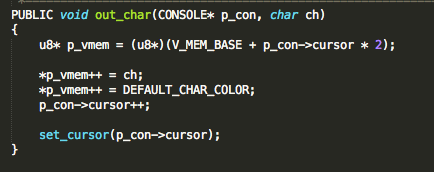 PUBLIC void out_char(CONSOLE* p_con, char ch)
{
    u8* p_vmem = (u8*)(V_MEM_BASE + p_con->cursor * 2);

    *p_vmem++ = ch;
    *p_vmem++ = DEFAULT_CHAR_COLOR;
    p_con->cursor++;

    set_cursor(p_con->cursor);
}